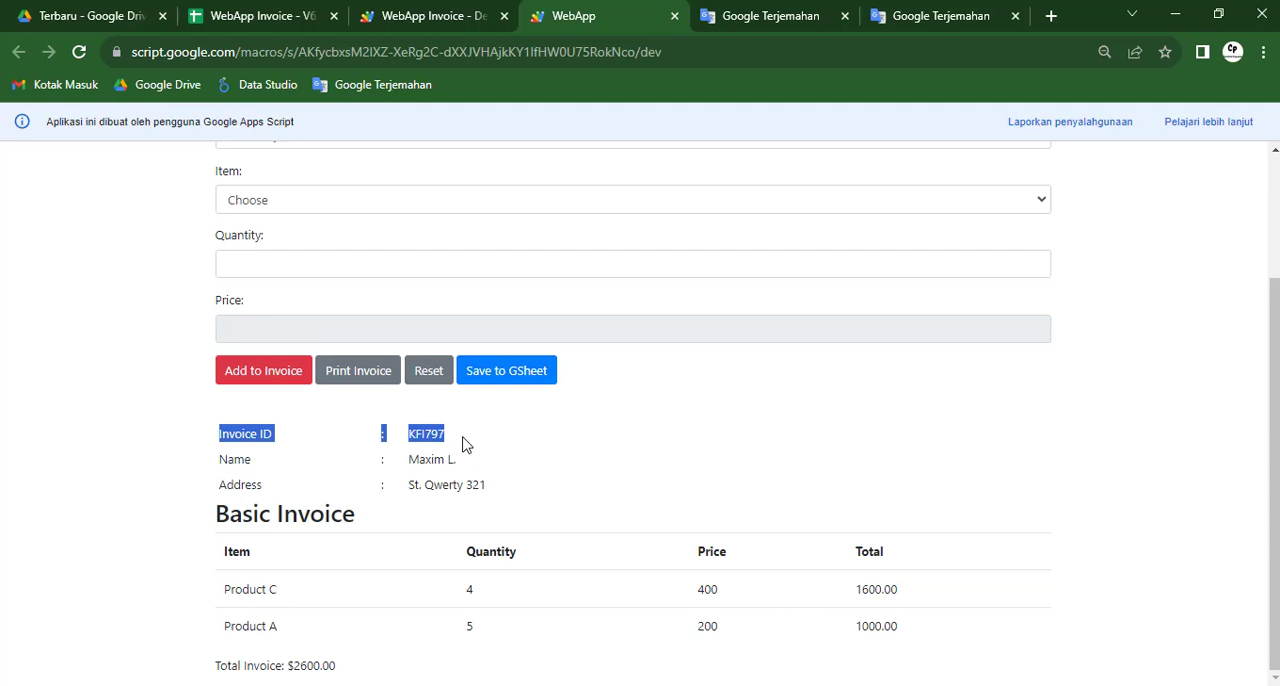 Terbaru - Google Driv
WebApp Invoice - V6
WebApp Invoice - De
WebApp
Google Terjemahan
Google Terjemahan
script.google.com/macros/s/AKfycbxsM2IXZ-XeRg2C-dXXJVHAjkKY1IfHW0U75RokNco/dev
CP
Kotak Masuk
Google Drive
Data Studio
Google Terjemahan
Aplikasi ini dibuat oleh pengguna Google Apps Script
Laporkan penyalahgunaan
Pelajari lebih lanjut
Item:
Choose
Quantity:
Price:
Add to Invoice
Print Invoice
Reset
Save to GSheet
Invoice ID : KFI797
Name : Maxim L.
Address : St. Qwerty 321
Basic Invoice
Item Quantity Price Total
Product C 4 400 1600.00
Product A 5 200 1000.00
Total Invoice: $2600.00